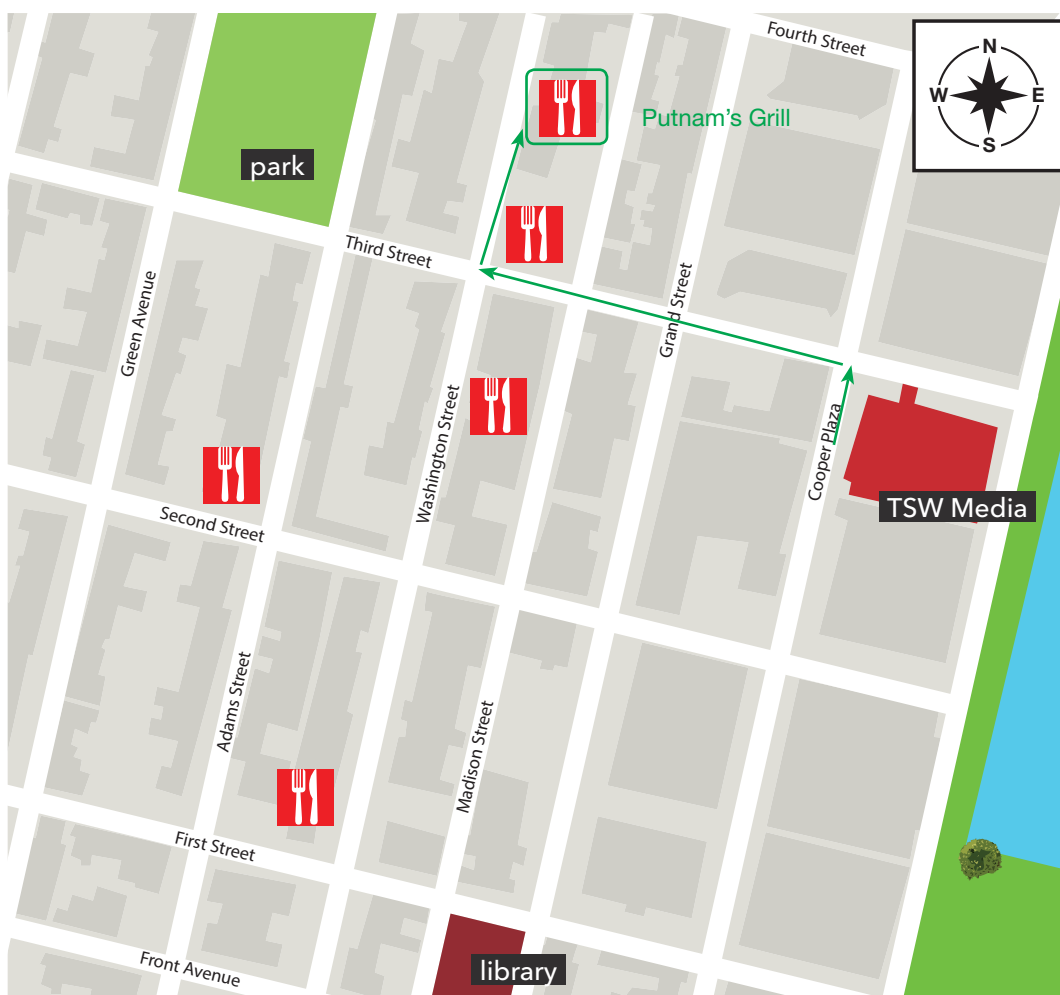 Fourth Street
N
W
E
S
Putnam's Grill
park
Third Street
Green Avenue
Grand Street
Washington Street
Cooper Plaza
TSW Media
Second Street
Adams Street
Madison Street
First Street
Front Avenue
library